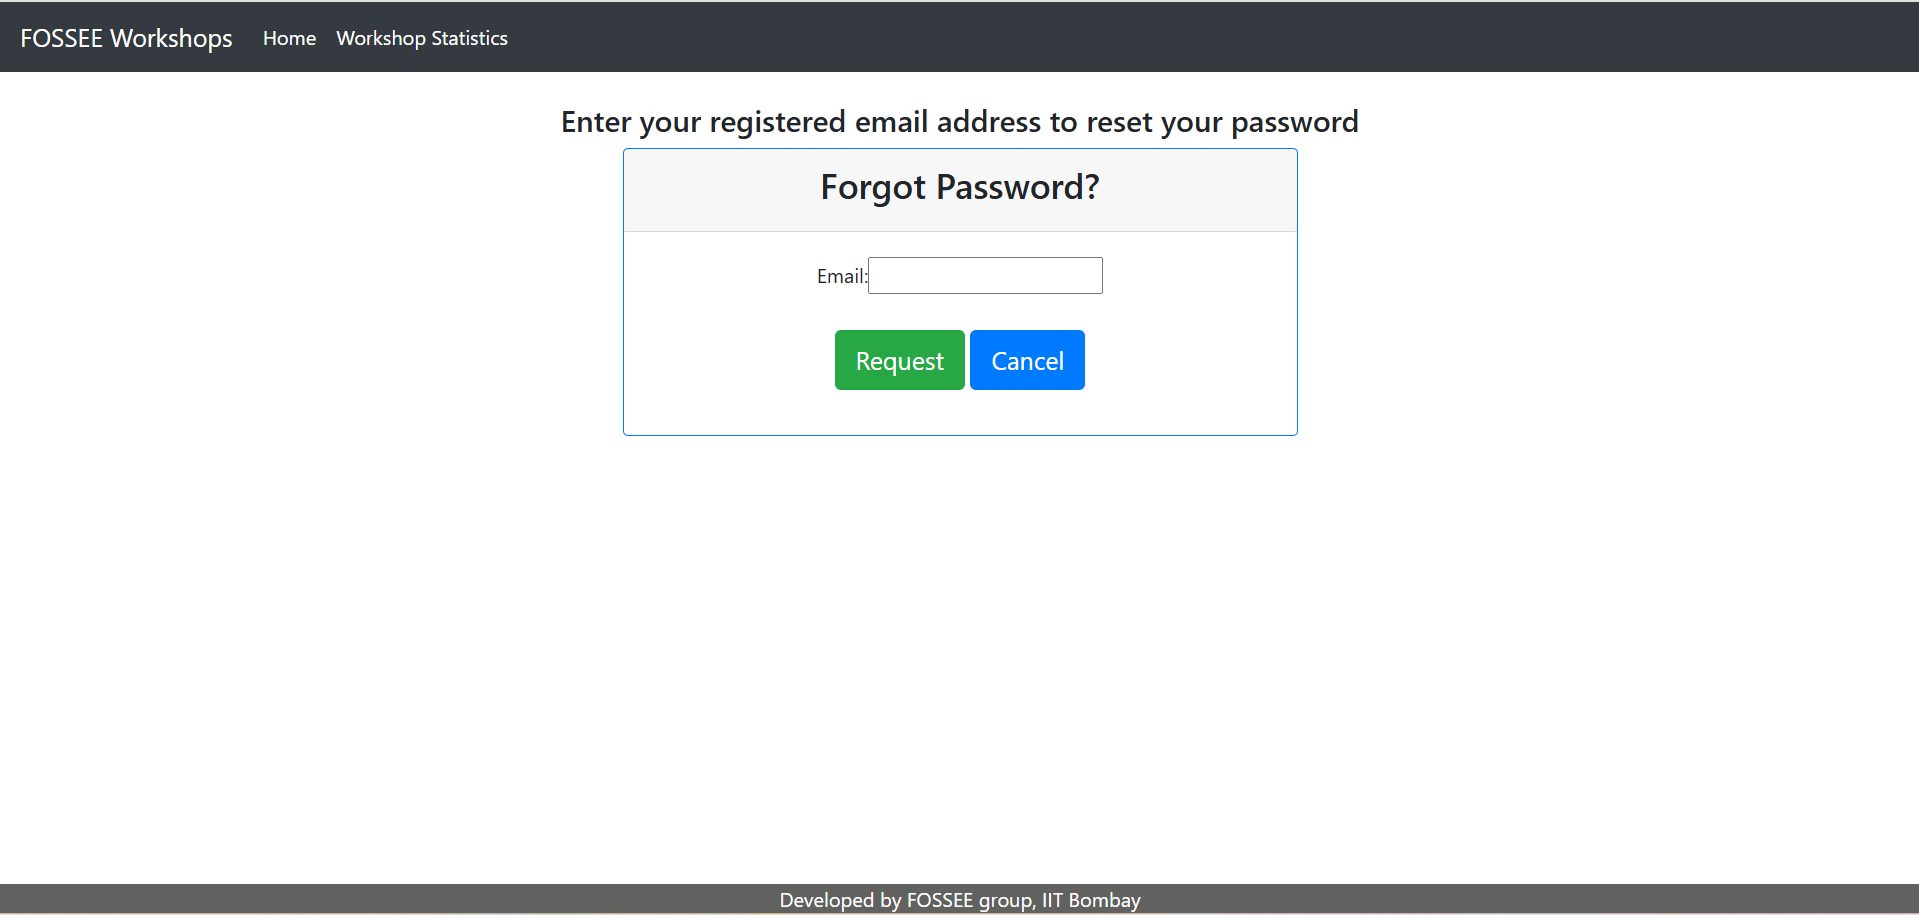 FOSSEE Workshops Home Workshop Statistics
Enter your registered email address to reset your password
Forgot Password?
Email:
Request Cancel
Developed by FOSSEE group, IIT Bombay